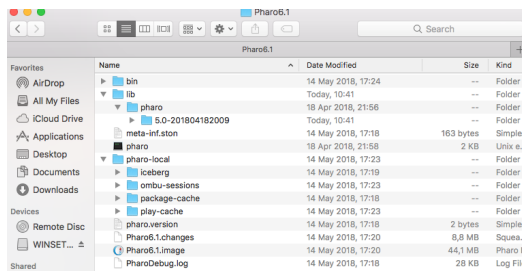 Pharo6.1
Search
Pharo6.1
Favorites
AirDrop
All My Files
iCloud Drive
Applications
Desktop
Documents
Downloads
Devices
Remote Disc
WINSET...
Shared
Name Date Modified Size Kind
bin 14 May 2018, 17:24 -- Folder
lib Today, 10:41 -- Folder
pharo 18 Apr 2018, 21:56 -- Folder
5.0-201804182009 Today, 10:41 -- Folder
meta-inf.ston 14 May 2018, 17:18 163 bytes Simple
pharo 18 Apr 2018, 21:58 2 KB Unix e.
pharo-local 14 May 2018, 17:23 -- Folder
iceberg 14 May 2018, 17:19 -- Folder
ombu-sessions 14 May 2018, 17:23 -- Folder
package-cache 14 May 2018, 17:18 -- Folder
play-cache 14 May 2018, 17:23 -- Folder
pharo.version 14 May 2018, 17:18 2 bytes Simple
Pharo6.1.changes 14 May 2018, 17:20 8,8 MB Squea.
Pharo6.1.image 14 May 2018, 17:20 44,1 MB Pharo I
PharoDebug.log 14 May 2018, 17:18 28 KB Log Fil